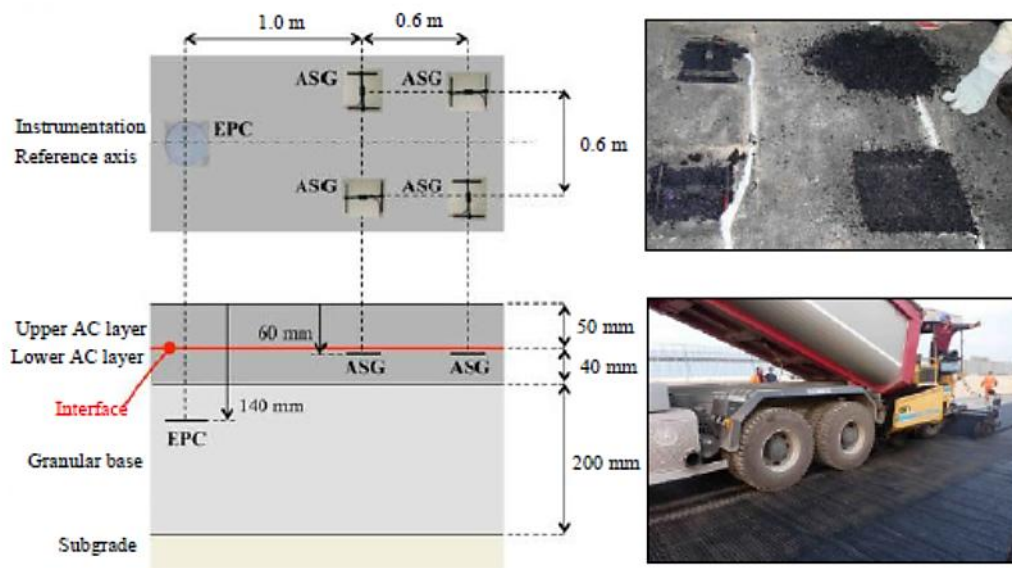 1.0 m
0.6 m
ASG
ASG
EPC
Instrumentation
Reference axis
0.6 m
ASG
ASG
Upper AC layer
60 mm
50 mm
Lower AC layer
ASG
ASG
40 mm
Interface
140 mm
EPC
Granular base
200 mm
Subgrade